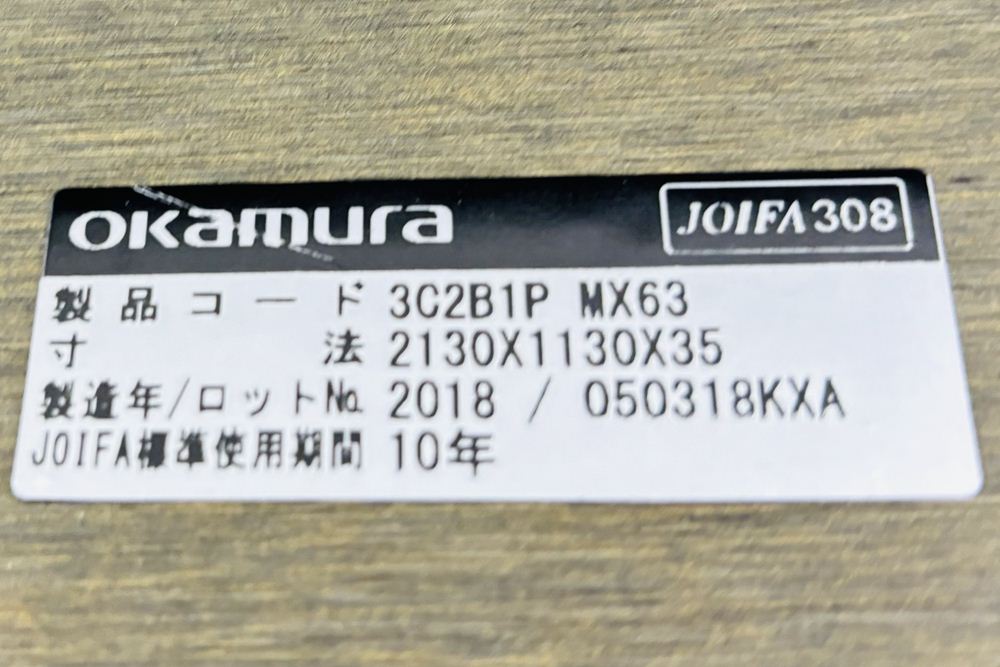 okamura JOIFA308
製品コード 3C2B1P MX63
寸法 2130X1130X35
製造年/ロットNo. 2018 / 050318KXA
JOIFA標準使用期間 10年